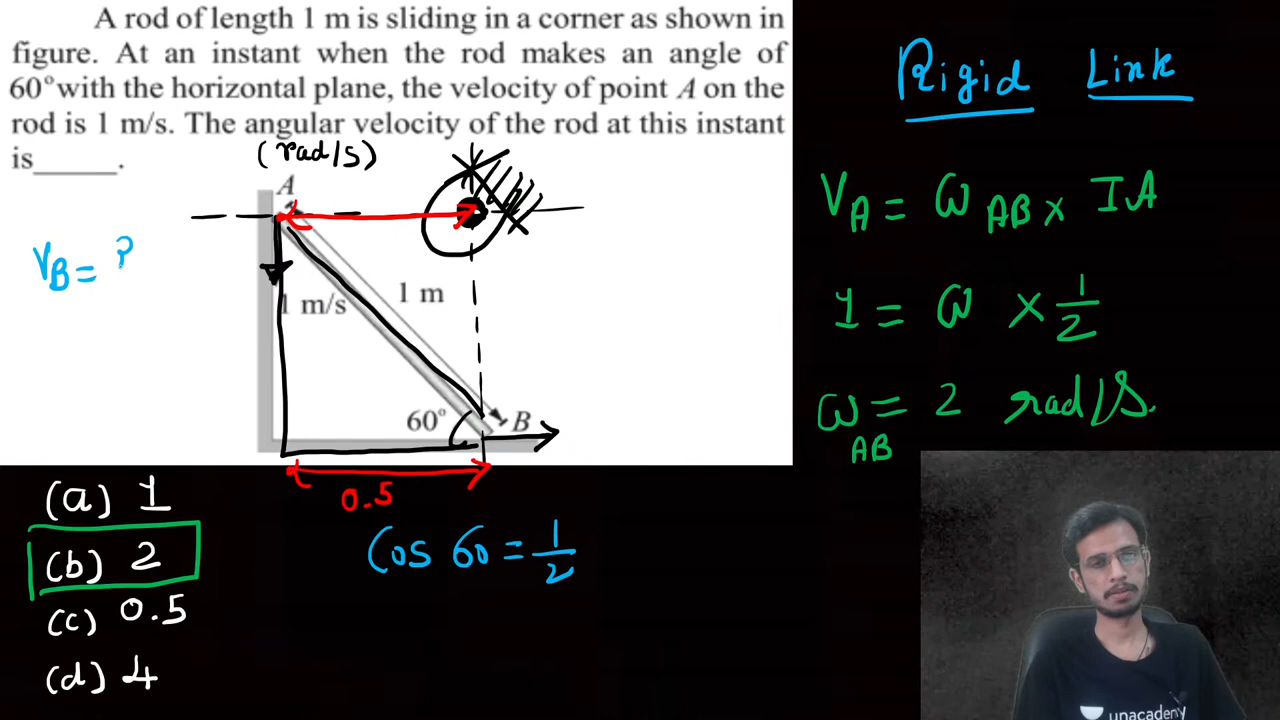 A rod of length 1 m is sliding in a corner as shown in
figure. At an instant when the rod makes an angle of
60° with the horizontal plane, the velocity of point A on the
rod is 1 m/s. The angular velocity of the rod at this instant
is______.
(rad/s)
A
V_B = ?
1 m/s
1 m
60°
B
0.5
Cos 60 = 1/2
(a) 1
(b) 2
(c) 0.5
(d) 4
Rigid Link
V_A = ω_AB × IA
1 = ω × 1/2
ω_AB = 2 rad/s.
unacademy